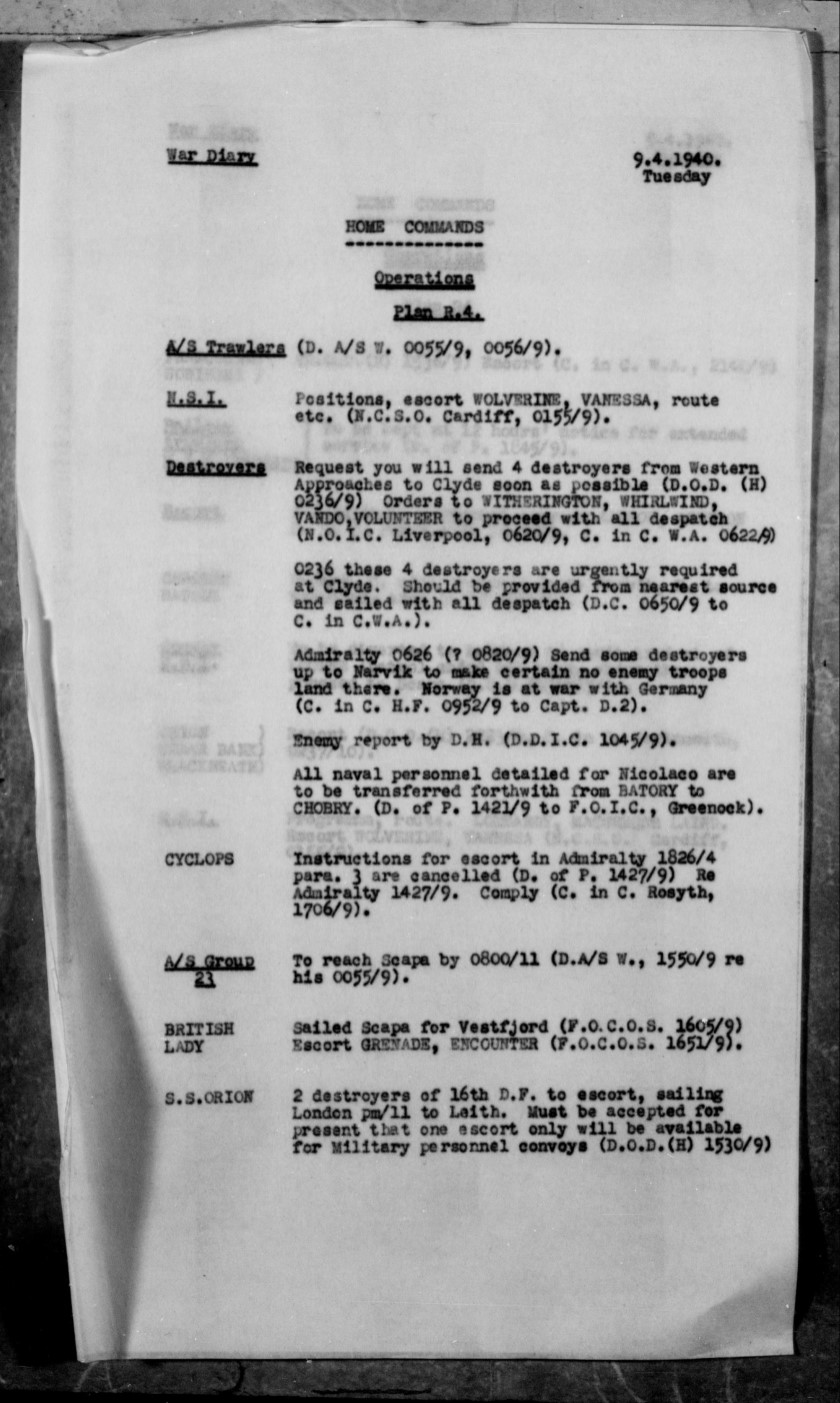 War Diary 9.4.1940.
Tuesday
HOME COMMANDS
Operations
Plan R.4.
A/S Trawlers (D. A/S W. 0055/9, 0056/9).
N.S.I. Positions, escort WOLVERINE, VANESSA, route
etc. (N.C.S.O. Cardiff, 0155/9).
Destroyers Request you will send 4 destroyers from Western
Approaches to Clyde soon as possible (D.O.D. (H)
0236/9) Orders to WITHERINGTON, WHIRLWIND,
VANDO,VOLUNTEER to proceed with all despatch
(N.O.I.C. Liverpool, 0620/9, C. in C. W.A. 0622/9)
0236 these 4 destroyers are urgently required
at Clyde. Should be provided from nearest source
and sailed with all despatch (D.C. 0650/9 to
C. in C.W.A.).
Admiralty 0626 (? 0820/9) Send some destroyers
up to Narvik to make certain no enemy troops
land there. Norway is at war with Germany
(C. in C. H.F. 0952/9 to Capt. D.2).
Enemy report by D.H. (D.D.I.C. 1045/9).
All naval personnel detailed for Nicolaco are
to be transferred forthwith from BATORY to
CHOBRY. (D. of P. 1421/9 to F.O.I.C., Greenock).
CYCLOPS Instructions for escort in Admiralty 1826/4
para. 3 are cancelled (D. of P. 1427/9) Re
Admiralty 1427/9. Comply (C. in C. Rosyth,
1706/9).
A/S Group To reach Scapa by 0800/11 (D.A/S W., 1550/9 re
23 his 0055/9).
BRITISH Sailed Scapa for Vestfjord (F.O.C.O.S. 1605/9)
LADY Escort GRENADE, ENCOUNTER (F.O.C.O.S. 1651/9).
S.S.ORION 2 destroyers of 16th D.F. to escort, sailing
London pm/11 to Leith. Must be accepted for
present that one escort only will be available
for Military personnel convoys (D.O.D.(H) 1530/9)